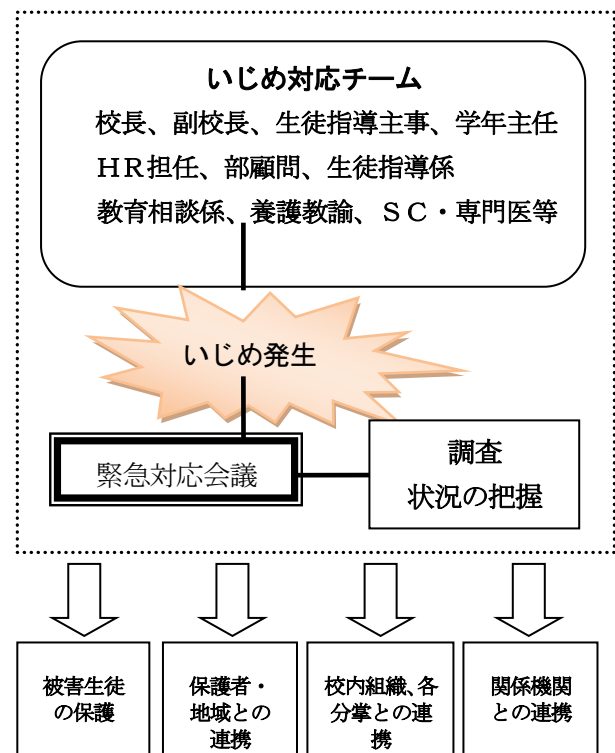 いじめ対応チーム
校長、副校長、生徒指導主事、学年主任
ＨＲ担任、部顧問、生徒指導係
教育相談係、養護教諭、ＳＣ・専門医等
いじめ発生
緊急対応会議
調査
状況の把握
被害生徒
の保護
保護者・
地域との
連携
校内組織、各
分掌との連
携
関係機関
との連携